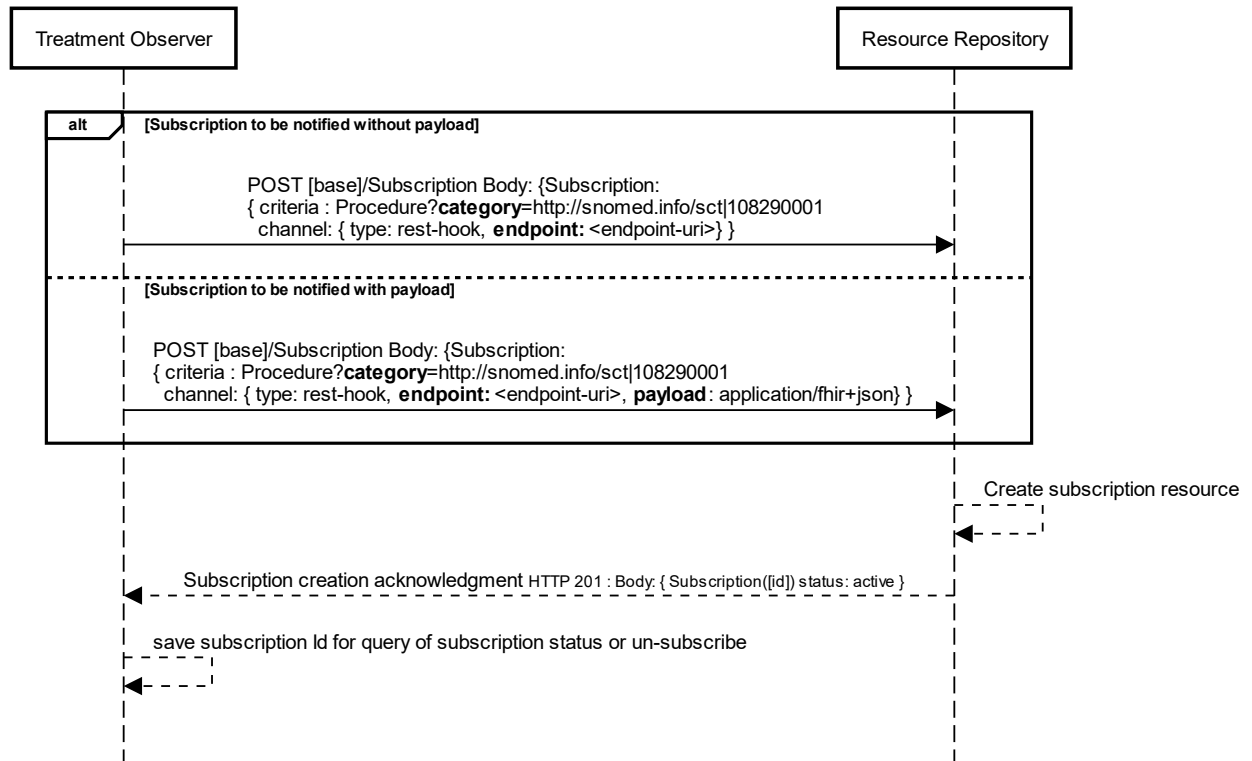 Treatment Observer
Resource Repository
alt
[Subscription to be notified without payload]
POST [base]/Subscription Body: {Subscription:
{ criteria : Procedure?category=http://snomed.info/sct|108290001
channel: { type: rest-hook, endpoint: <endpoint-uri>} }
[Subscription to be notified with payload]
POST [base]/Subscription Body: {Subscription:
{ criteria : Procedure?category=http://snomed.info/sct|108290001
channel: { type: rest-hook, endpoint: <endpoint-uri>, payload: application/fhir+json} }
Create subscription resource
Subscription creation acknowledgment HTTP 201 : Body: { Subscription([id]) status: active }
save subscription Id for query of subscription status or un-subscribe